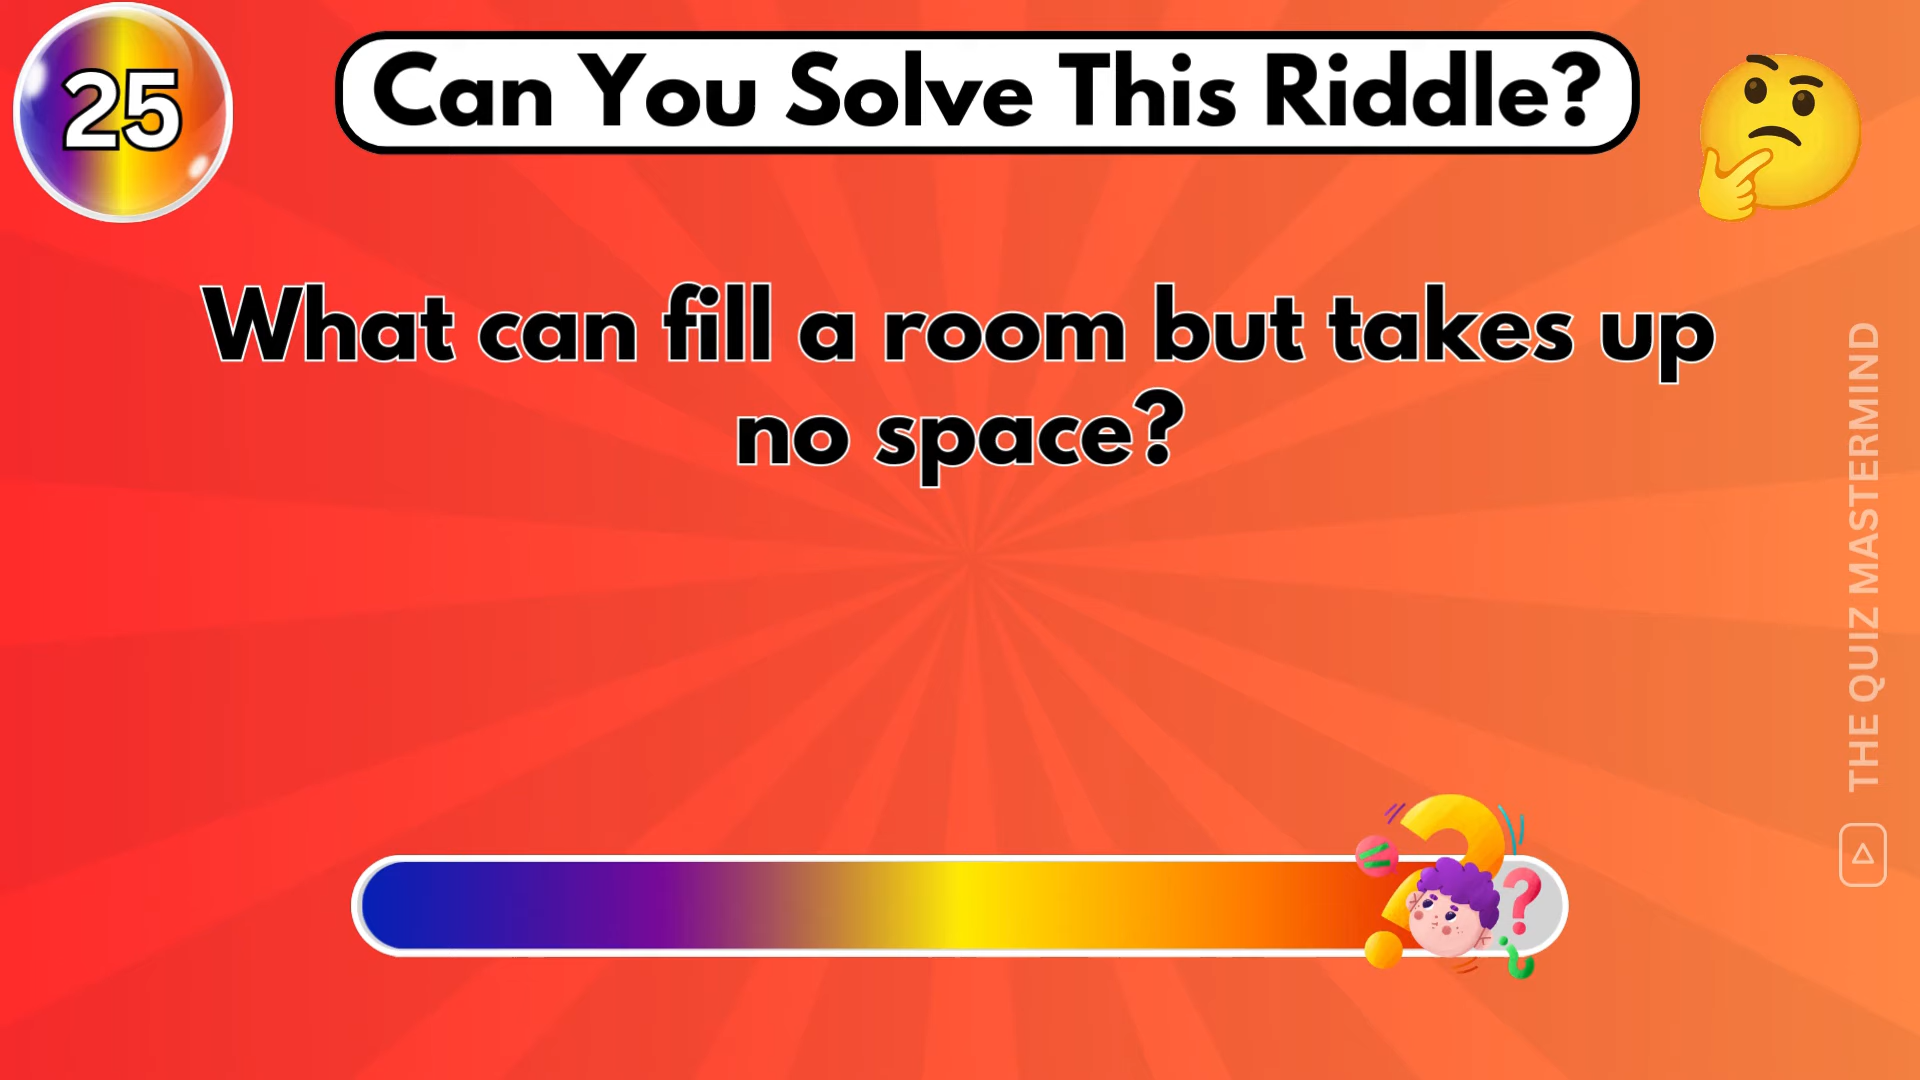 25
Can You Solve This Riddle?
What can fill a room but takes up
no space?
THE QUIZ MASTERMIND